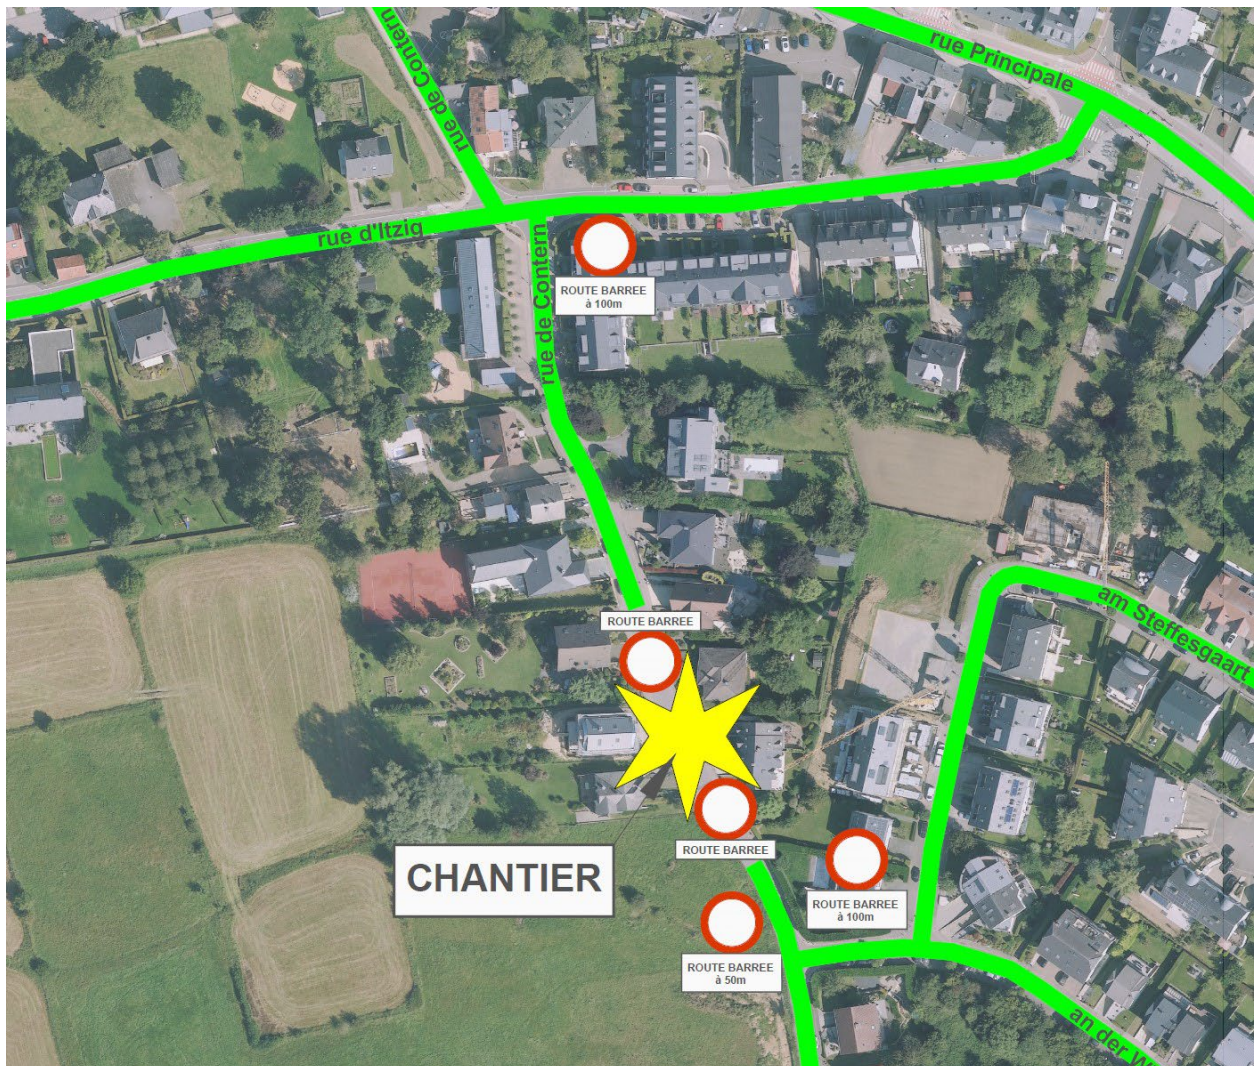 rue de Contern
rue Principale
rue d'Itzig
rue de Contern
ROUTE BARREE
à 100m
am Steffesgaart
ROUTE BARREE
CHANTIER
ROUTE BARREE
ROUTE BARREE
à 100m
ROUTE BARREE
à 50m
an der W